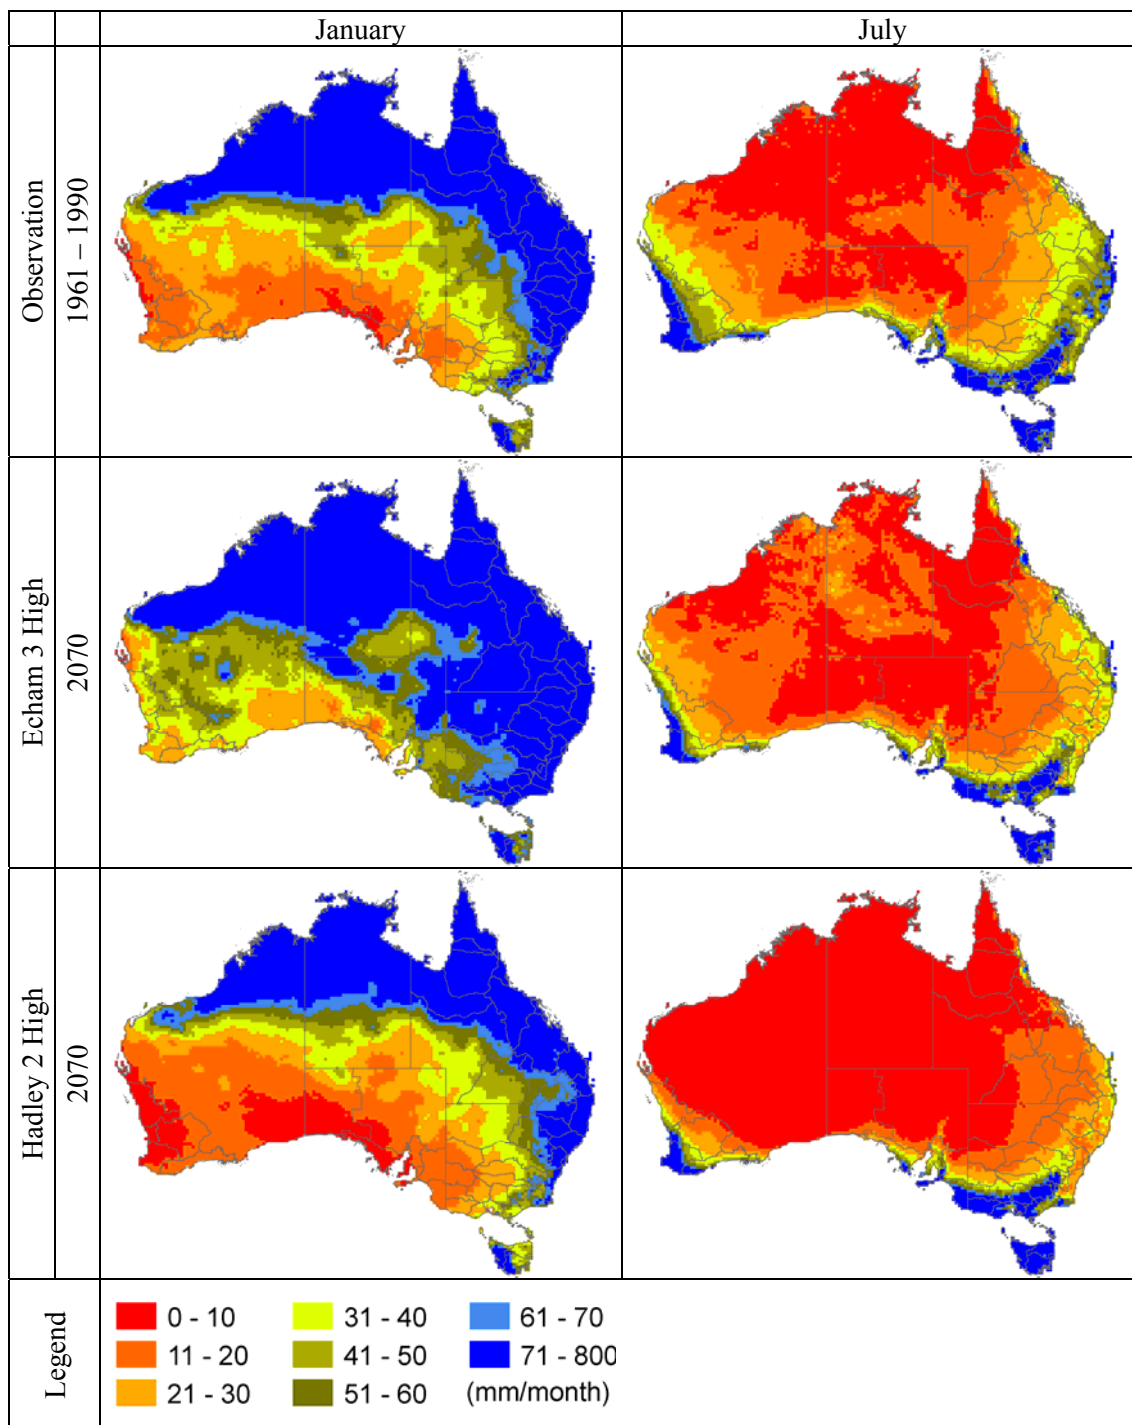 January
July
Observation
1961 – 1990
Echam 3 High
2070
Hadley 2 High
2070
Legend
0 - 10
31 - 40
61 - 70
11 - 20
41 - 50
71 - 800
21 - 30
51 - 60
(mm/month)